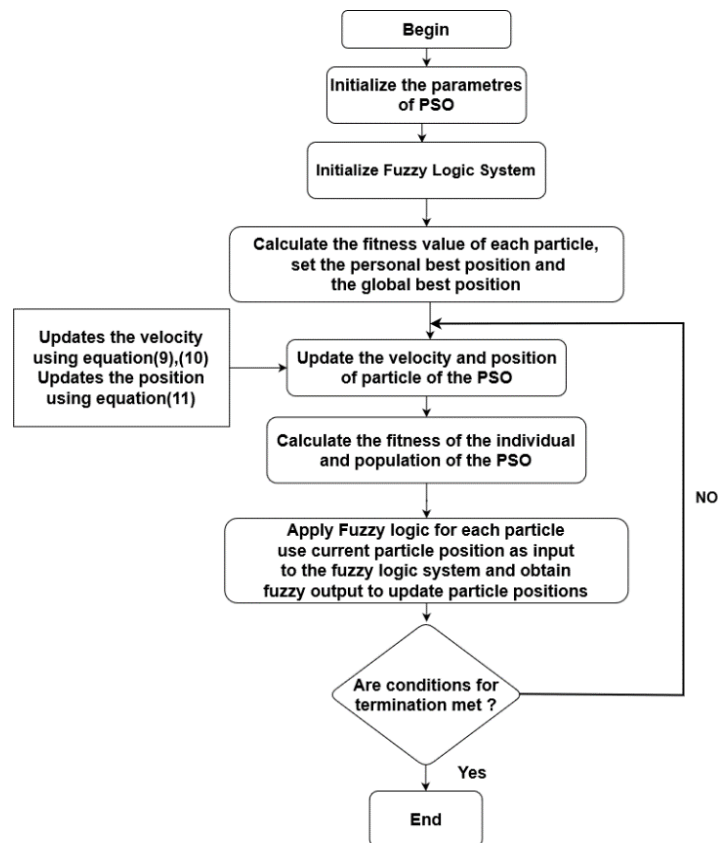 Begin
Initialize the parametres
of PSO
Initialize Fuzzy Logic System
Calculate the fitness value of each particle,
set the personal best position and
the global best position
Updates the velocity
using equation(9),(10)
Updates the position
using equation(11)
Update the velocity and position
of particle of the PSO
Calculate the fitness of the individual
and population of the PSO
NO
Apply Fuzzy logic for each particle
use current particle position as input
to the fuzzy logic system and obtain
fuzzy output to update particle positions
Are conditions for
termination met ?
Yes
End